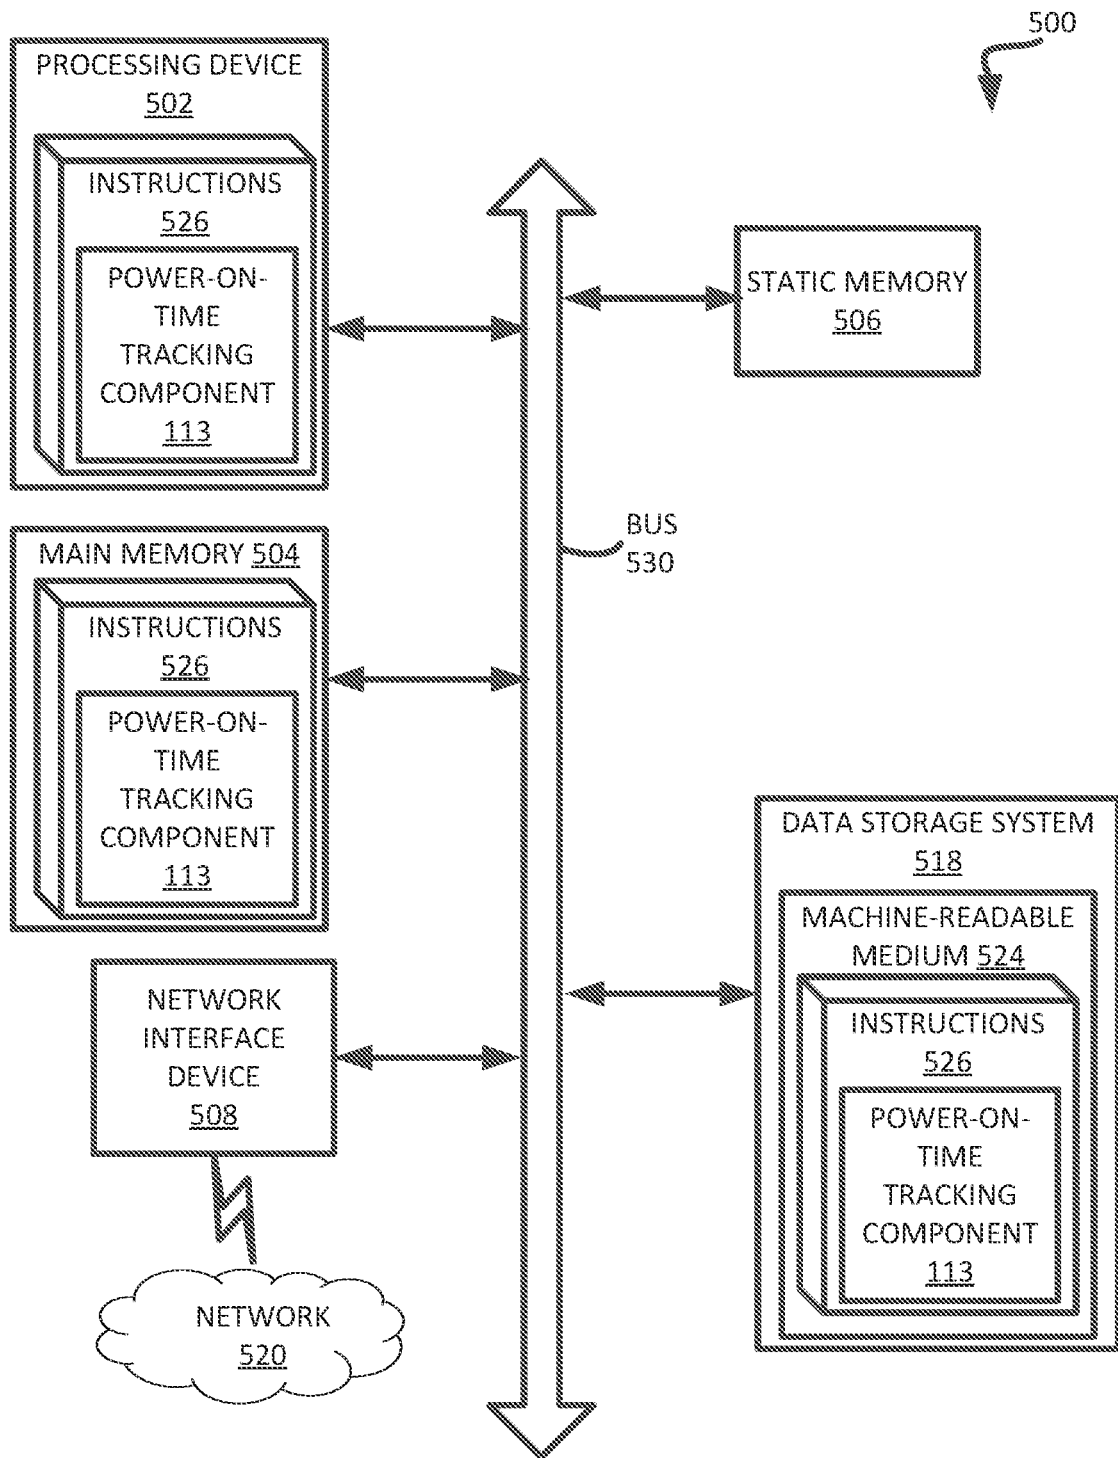 500
PROCESSING DEVICE
502
INSTRUCTIONS
526
POWER-ON-
TIME
TRACKING
COMPONENT
113
STATIC MEMORY
506
BUS
530
MAIN MEMORY 504
INSTRUCTIONS
526
POWER-ON-
TIME
TRACKING
COMPONENT
113
DATA STORAGE SYSTEM
518
MACHINE-READABLE
MEDIUM 524
INSTRUCTIONS
526
POWER-ON-
TIME
TRACKING
COMPONENT
113
NETWORK
INTERFACE
DEVICE
508
NETWORK
520